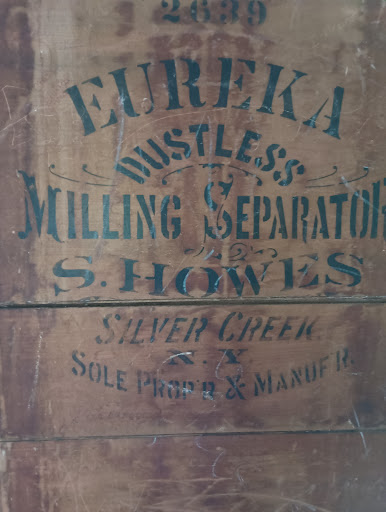 2639
EUREKA
DUSTLESS
MILLING SEPARATOR
S. HOWES
SILVER CREEK
N.Y.
SOLE PROP'R & MANUF'R.